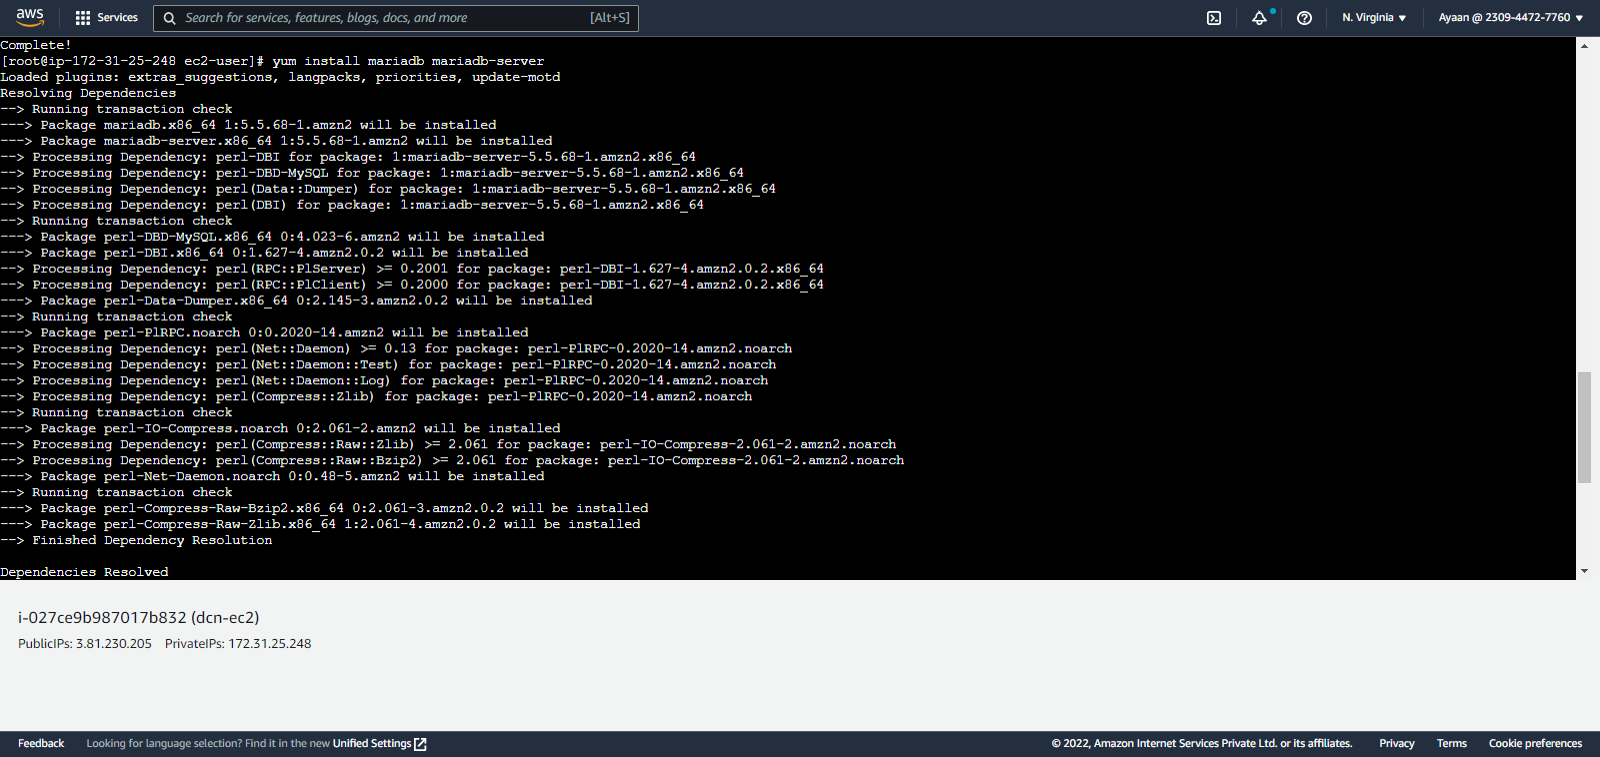 aws
Services
Search for services, features, blogs, docs, and more
[Alt+S]
N. Virginia
Ayaan @ 2309-4472-7760
Complete!
[root@ip-172-31-25-248 ec2-user]# yum install mariadb mariadb-server
Loaded plugins: extras_suggestions, langpacks, priorities, update-motd
Resolving Dependencies
--> Running transaction check
---> Package mariadb.x86_64 1:5.5.68-1.amzn2 will be installed
---> Package mariadb-server.x86_64 1:5.5.68-1.amzn2 will be installed
--> Processing Dependency: perl-DBI for package: 1:mariadb-server-5.5.68-1.amzn2.x86_64
--> Processing Dependency: perl-DBD-MySQL for package: 1:mariadb-server-5.5.68-1.amzn2.x86_64
--> Processing Dependency: perl(Data::Dumper) for package: 1:mariadb-server-5.5.68-1.amzn2.x86_64
--> Processing Dependency: perl(DBI) for package: 1:mariadb-server-5.5.68-1.amzn2.x86_64
--> Running transaction check
---> Package perl-DBD-MySQL.x86_64 0:4.023-6.amzn2 will be installed
---> Package perl-DBI.x86_64 0:1.627-4.amzn2.0.2 will be installed
--> Processing Dependency: perl(RPC::PlServer) >= 0.2001 for package: perl-DBI-1.627-4.amzn2.0.2.x86_64
--> Processing Dependency: perl(RPC::PlClient) >= 0.2000 for package: perl-DBI-1.627-4.amzn2.0.2.x86_64
---> Package perl-Data-Dumper.x86_64 0:2.145-3.amzn2.0.2 will be installed
--> Running transaction check
---> Package perl-PlRPC.noarch 0:0.2020-14.amzn2 will be installed
--> Processing Dependency: perl(Net::Daemon) >= 0.13 for package: perl-PlRPC-0.2020-14.amzn2.noarch
--> Processing Dependency: perl(Net::Daemon::Test) for package: perl-PlRPC-0.2020-14.amzn2.noarch
--> Processing Dependency: perl(Net::Daemon::Log) for package: perl-PlRPC-0.2020-14.amzn2.noarch
--> Processing Dependency: perl(Compress::Zlib) for package: perl-PlRPC-0.2020-14.amzn2.noarch
--> Running transaction check
---> Package perl-IO-Compress.noarch 0:2.061-2.amzn2 will be installed
--> Processing Dependency: perl(Compress::Raw::Zlib) >= 2.061 for package: perl-IO-Compress-2.061-2.amzn2.noarch
--> Processing Dependency: perl(Compress::Raw::Bzip2) >= 2.061 for package: perl-IO-Compress-2.061-2.amzn2.noarch
---> Package perl-Net-Daemon.noarch 0:0.48-5.amzn2 will be installed
--> Running transaction check
---> Package perl-Compress-Raw-Bzip2.x86_64 0:2.061-3.amzn2.0.2 will be installed
---> Package perl-Compress-Raw-Zlib.x86_64 1:2.061-4.amzn2.0.2 will be installed
--> Finished Dependency Resolution
Dependencies Resolved
i-027ce9b987017b832 (dcn-ec2)
PublicIPs: 3.81.230.205 PrivateIPs: 172.31.25.248
Feedback
Looking for language selection? Find it in the new Unified Settings
© 2022, Amazon Internet Services Private Ltd. or its affiliates.
Privacy
Terms
Cookie preferences